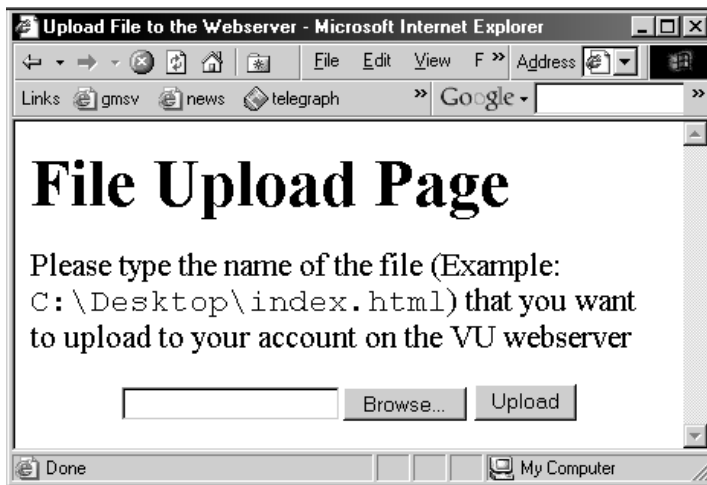 Upload File to the Webserver - Microsoft Internet Explorer
File Edit View F » Address
Links gmsv news telegraph » Google »
File Upload Page
Please type the name of the file (Example:
C:\Desktop\index.html) that you want
to upload to your account on the VU webserver
Browse... Upload
Done My Computer